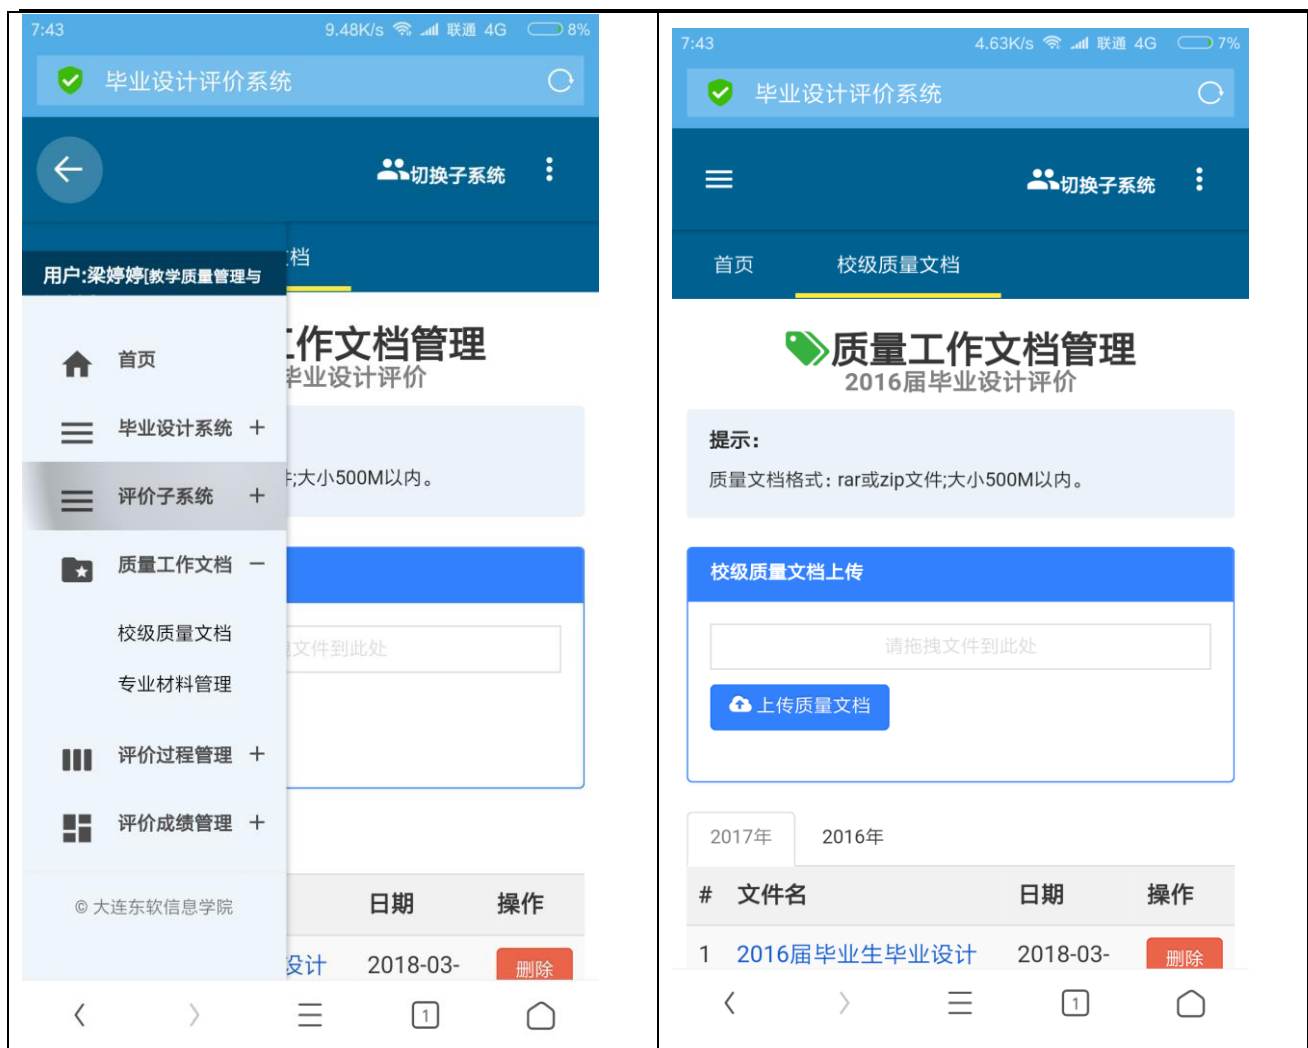 7:43 9.48K/s 联通 4G 8%
毕业设计评价系统
切换子系统
文档
用户:梁婷婷[教学质量管理与
工作文档管理
毕业设计评价
首页
毕业设计系统 +
件;大小500M以内。
评价子系统 +
质量工作文档 −
校级质量文档
拽文件到此处
专业材料管理
评价过程管理 +
评价成绩管理 +
© 大连东软信息学院
日期 操作
设计 2018-03- 删除
1
7:43 4.63K/s 联通 4G 7%
毕业设计评价系统
切换子系统
首页 校级质量文档
质量工作文档管理
2016届毕业设计评价
提示：
质量文档格式：rar或zip文件;大小500M以内。
校级质量文档上传
请拖拽文件到此处
上传质量文档
2017年 2016年
# 文件名 日期 操作
1 2016届毕业生毕业设计 2018-03- 删除
1